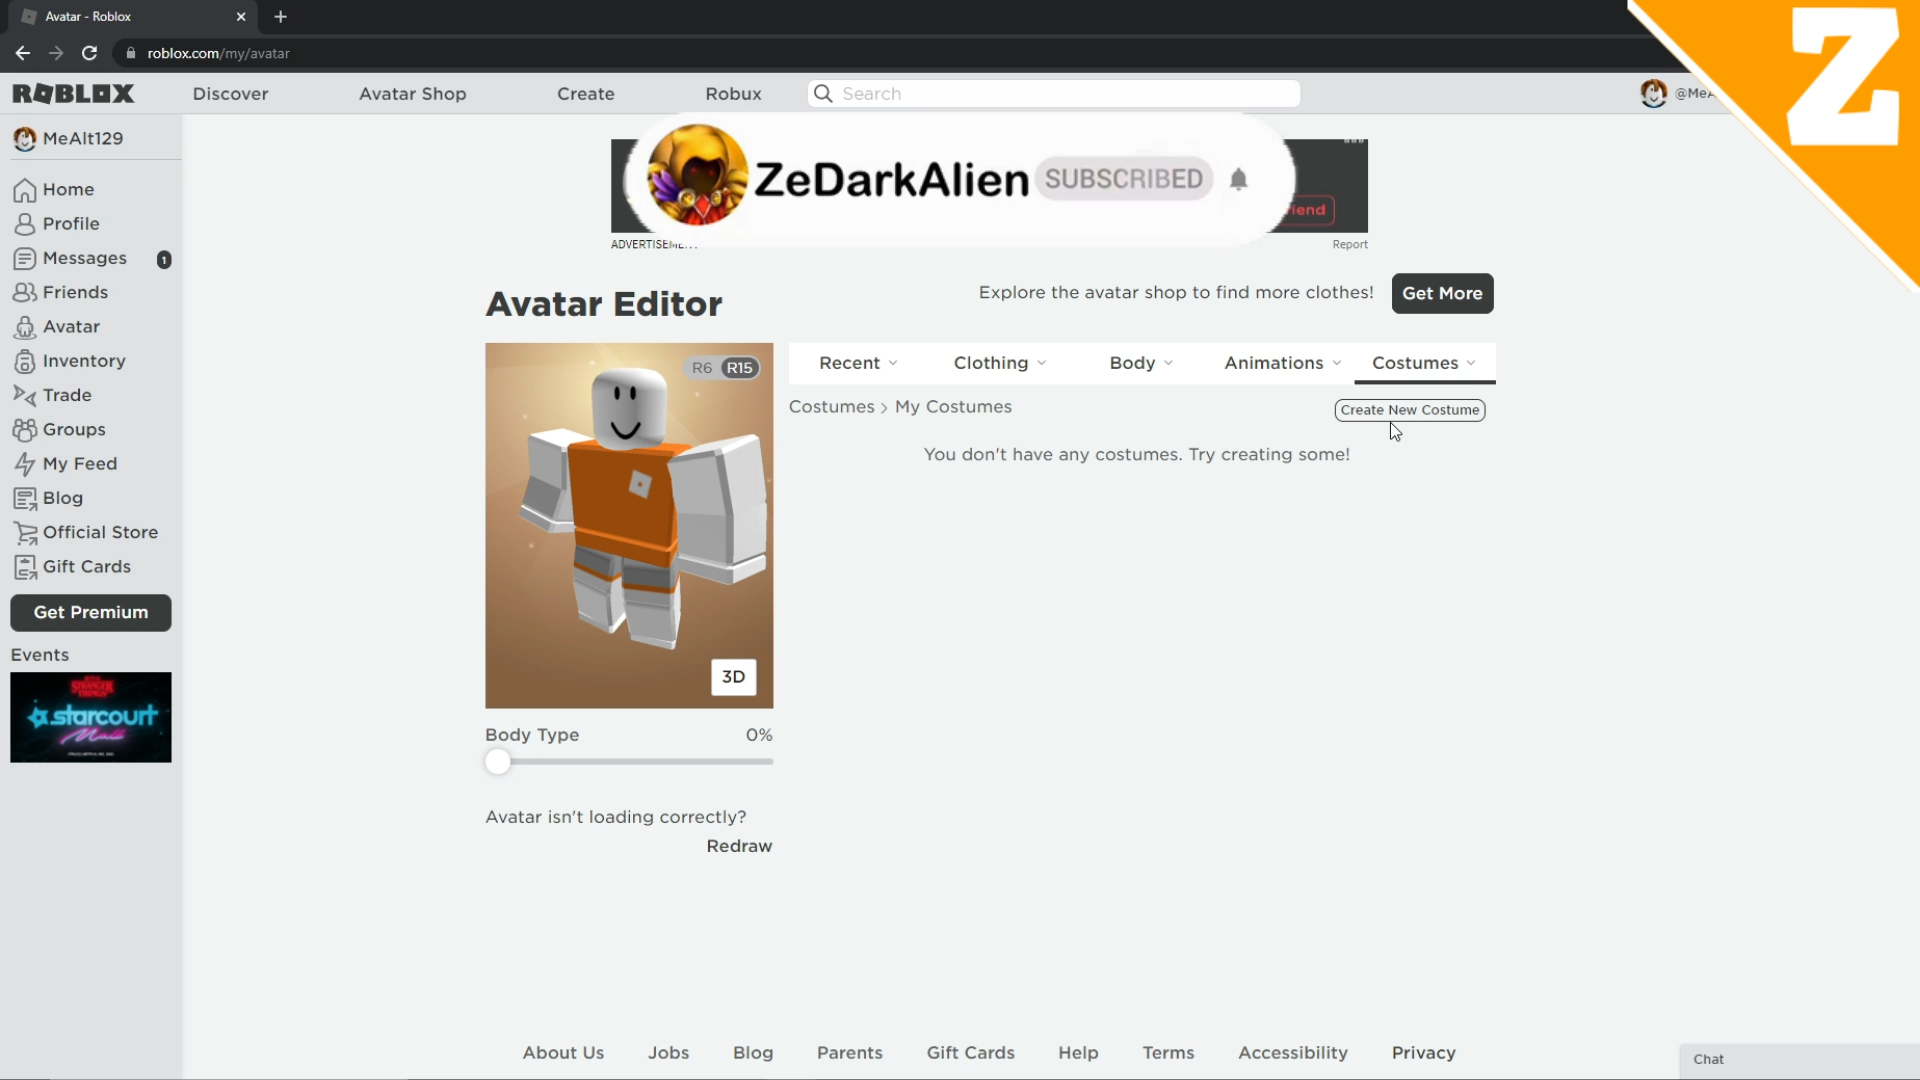 Avatar - Roblox
roblox.com/my/avatar
Z
ROBLOX
Discover
Avatar Shop
Create
Robux
Search
MeAlt129
Home
Profile
Messages
1
Friends
Avatar
Inventory
Trade
Groups
My Feed
Blog
Official Store
Gift Cards
Get Premium
Events
STRANGER THINGS
starcourt
Mall
ZeDarkAlien
SUBSCRIBED
Report
Avatar Editor
Explore the avatar shop to find more clothes!
Get More
R6 R15
3D
Recent
Clothing
Body
Animations
Costumes
Costumes > My Costumes
Create New Costume
You don't have any costumes. Try creating some!
Body Type 0%
Avatar isn't loading correctly?
Redraw
About Us
Jobs
Blog
Parents
Gift Cards
Help
Terms
Accessibility
Privacy
Chat